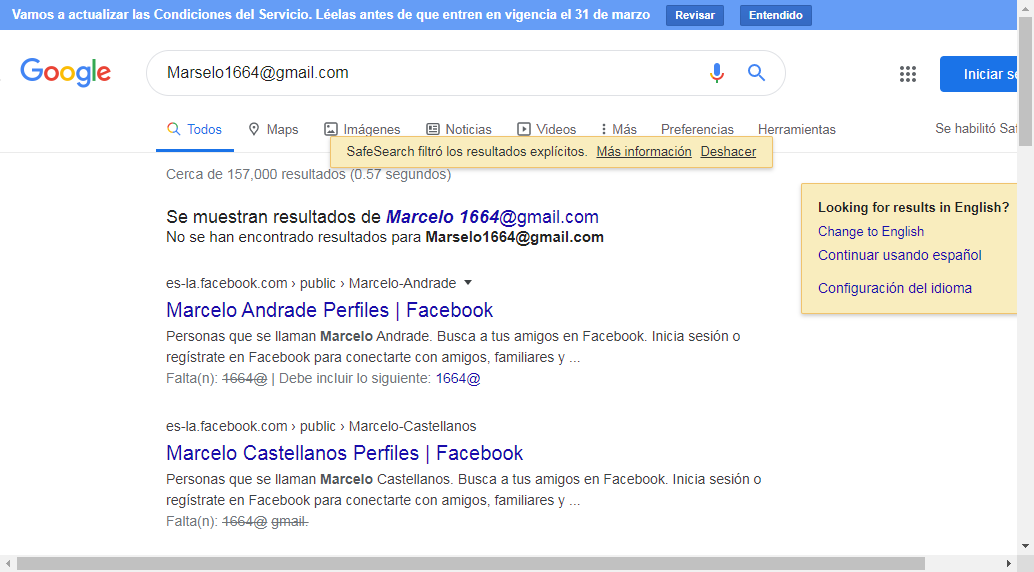 Vamos a actualizar las Condiciones del Servicio. Léelas antes de que entren en vigencia el 31 de marzo Revisar Entendido
Google Marselo1664@gmail.com Iniciar se
Todos Maps Imágenes Noticias Videos Más Preferencias Herramientas Se habilitó Saf
SafeSearch filtró los resultados explícitos. Más información Deshacer
Cerca de 157,000 resultados (0.57 segundos)
Se muestran resultados de Marcelo 1664@gmail.com
No se han encontrado resultados para Marselo1664@gmail.com
Looking for results in English?
Change to English
Continuar usando español
Configuración del idioma
es-la.facebook.com › public › Marcelo-Andrade
Marcelo Andrade Perfiles | Facebook
Personas que se llaman Marcelo Andrade. Busca a tus amigos en Facebook. Inicia sesión o
regístrate en Facebook para conectarte con amigos, familiares y ...
Falta(n): 1664@ | Debe incluir lo siguiente: 1664@
es-la.facebook.com › public › Marcelo-Castellanos
Marcelo Castellanos Perfiles | Facebook
Personas que se llaman Marcelo Castellanos. Busca a tus amigos en Facebook. Inicia sesión o
regístrate en Facebook para conectarte con amigos, familiares y ...
Falta(n): 1664@ gmail.